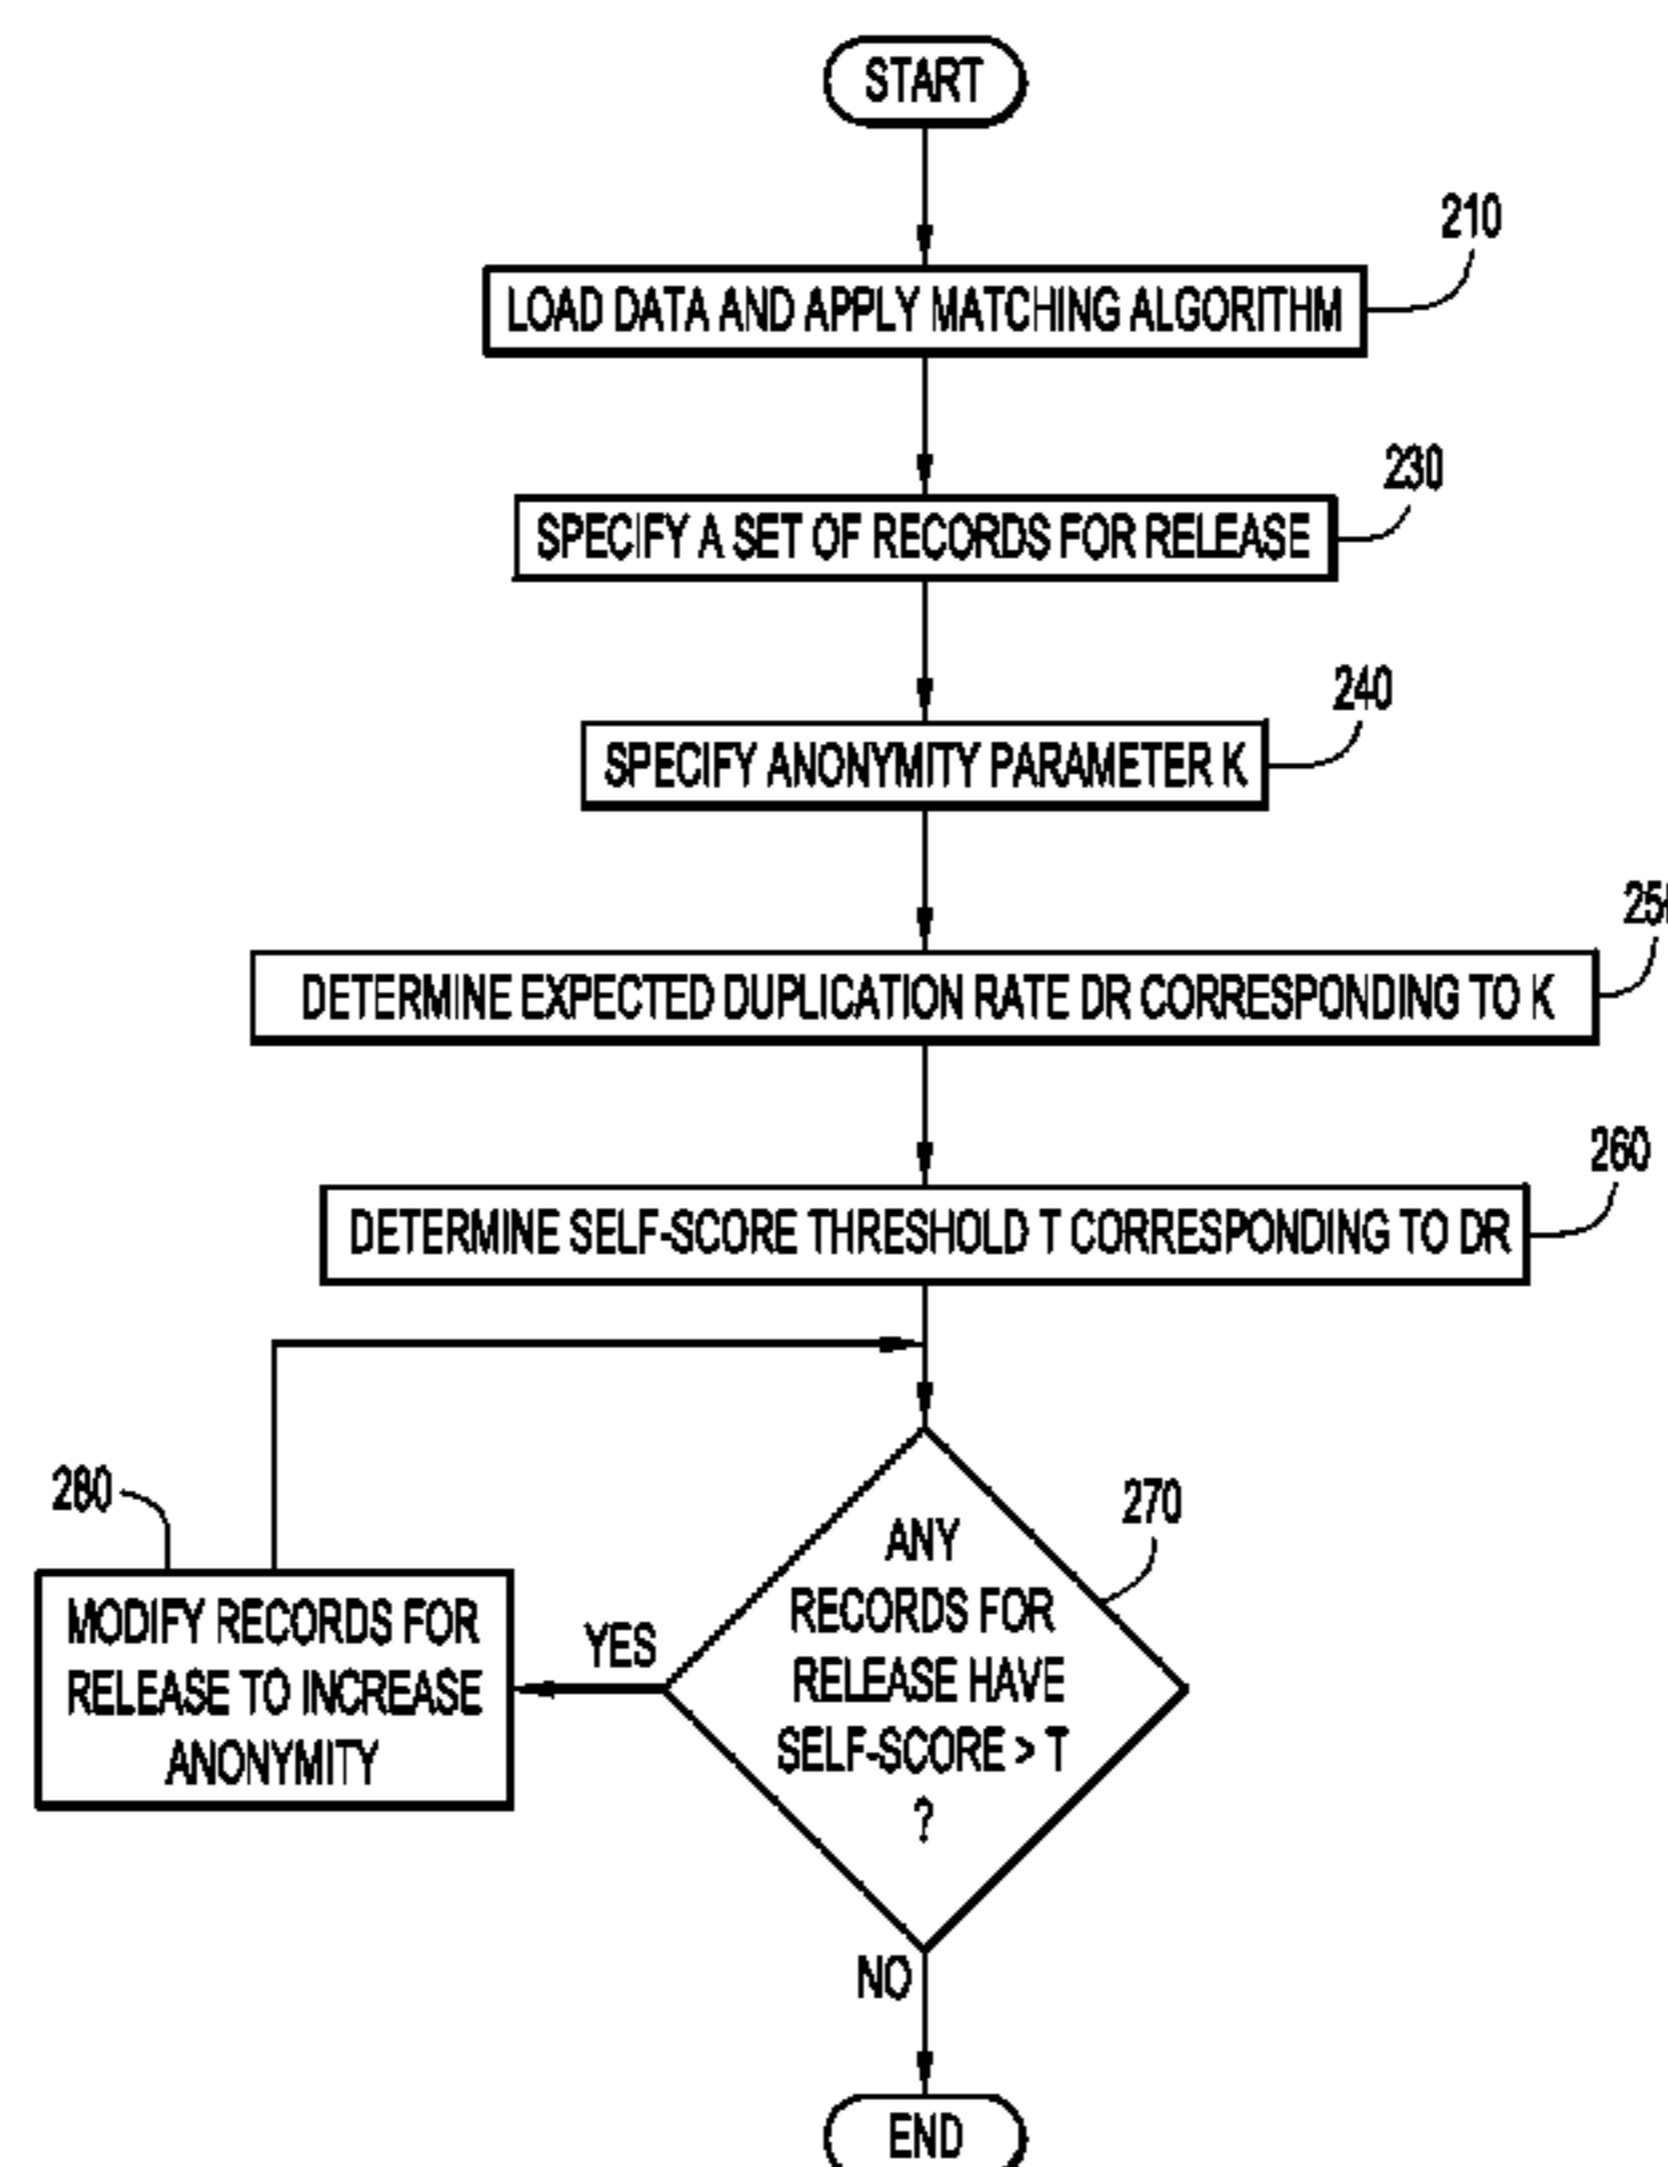 START
210
LOAD DATA AND APPLY MATCHING ALGORITHM
230
SPECIFY A SET OF RECORDS FOR RELEASE
240
SPECIFY ANONYMITY PARAMETER K
DETERMINE EXPECTED DUPLICATION RATE DR CORRESPONDING TO K
260
DETERMINE SELF-SCORE THRESHOLD T CORRESPONDING TO DR
280
270
ANY
RECORDS FOR
RELEASE HAVE
SELF-SCORE > T
?
YES
MODIFY RECORDS FOR
RELEASE TO INCREASE
ANONYMITY
NO
END